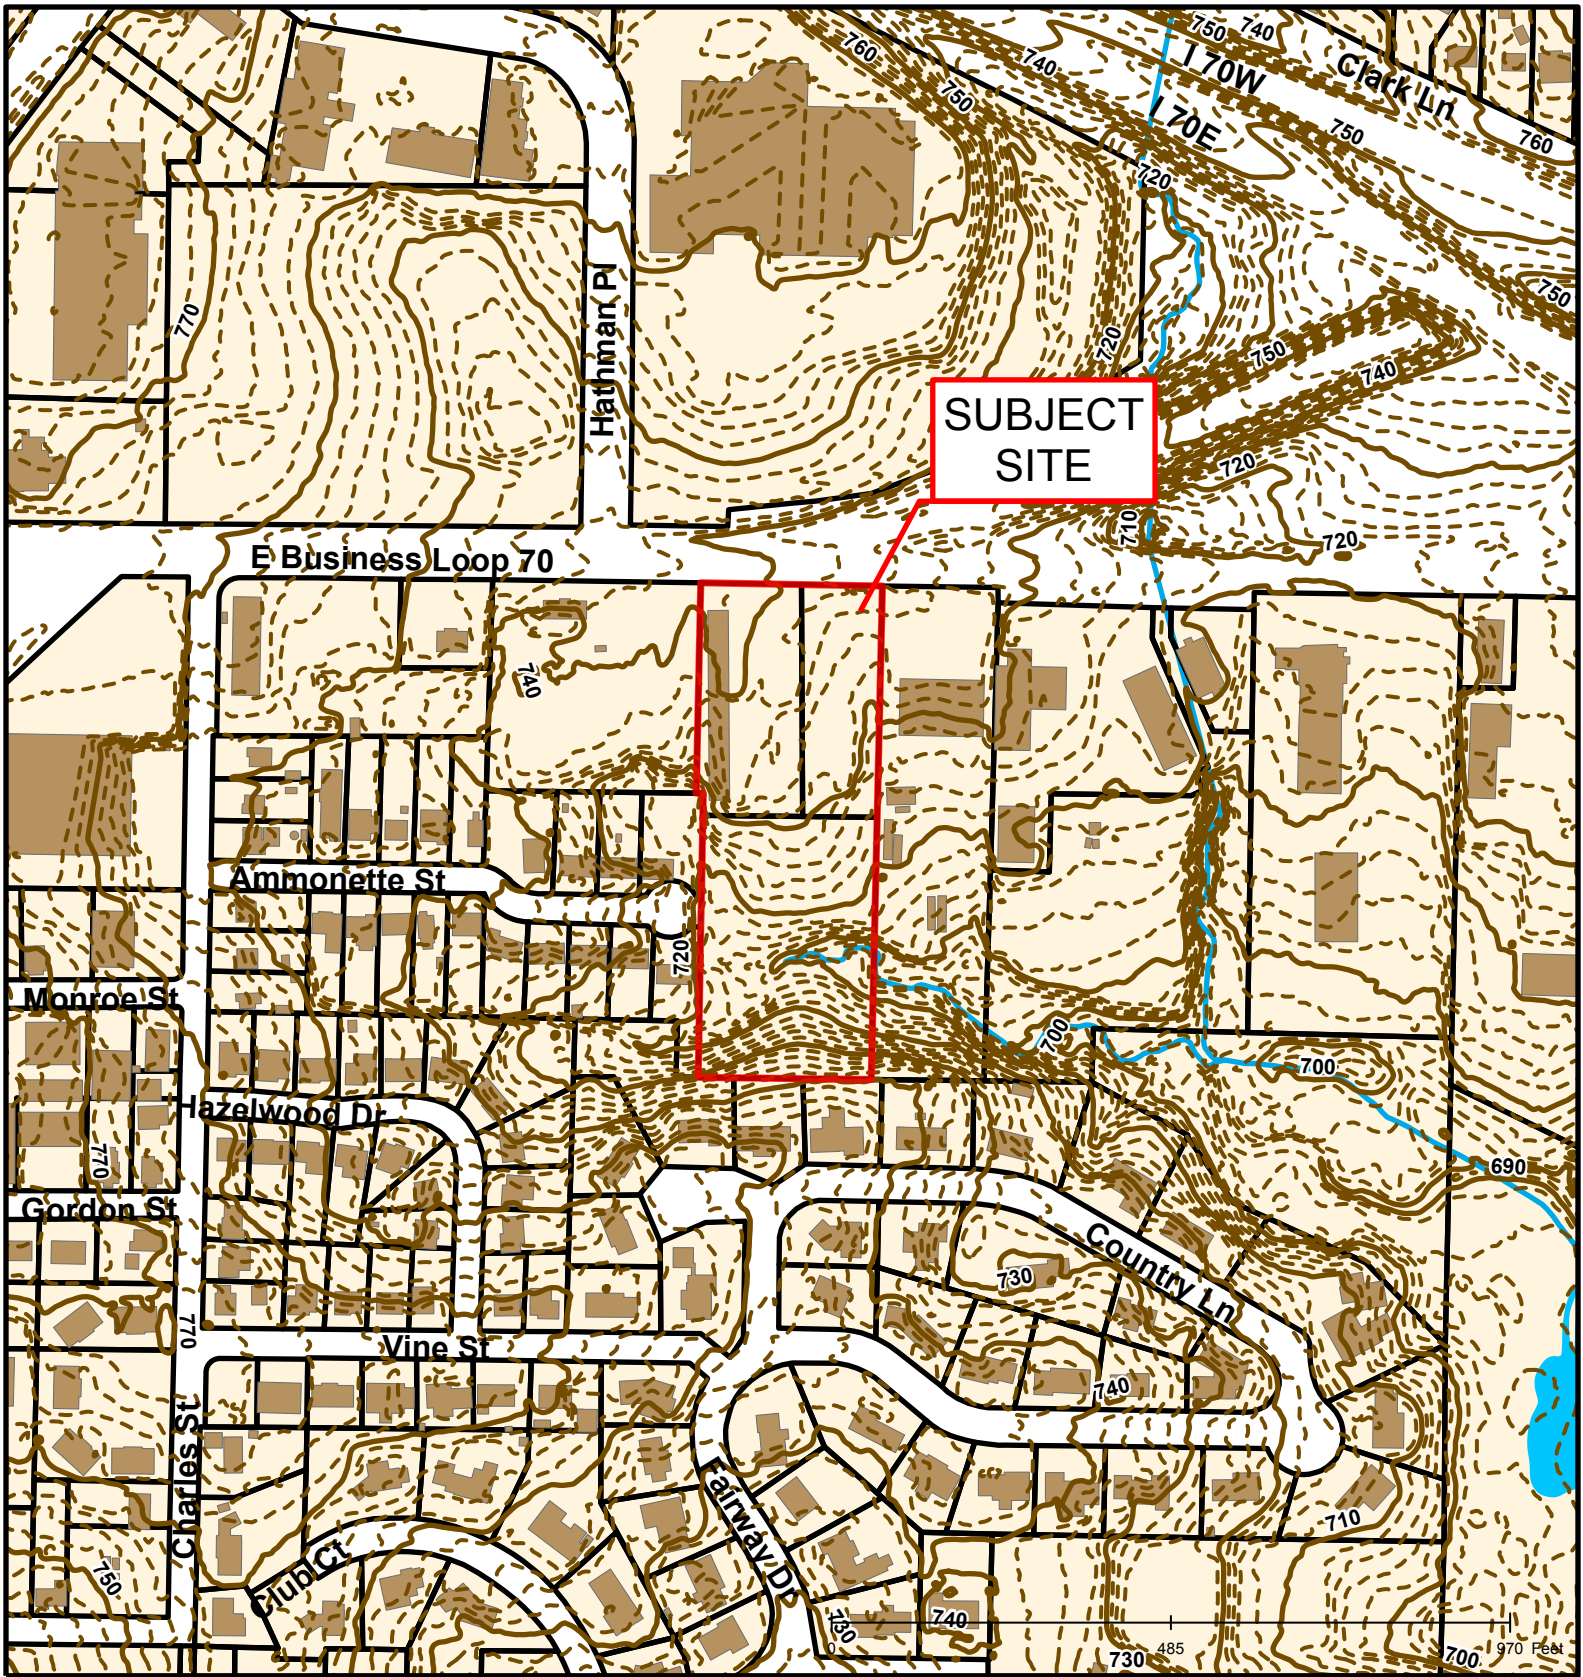 750
740
760
I 70W
Clark Ln
740
750
I 70E
750
760
720
770
Hathman Pl
750
720
750
740
SUBJECT
SITE
720
710
720
E Business Loop 70
740
Ammonette St
720
Monroe St
700
700
Hazelwood Dr
770
690
Gordon St
Country Ln
730
770
Vine St
740
Charles St
Fairway Dr
710
Club Ct
750
730
740
0
485
970 Feet
730
700